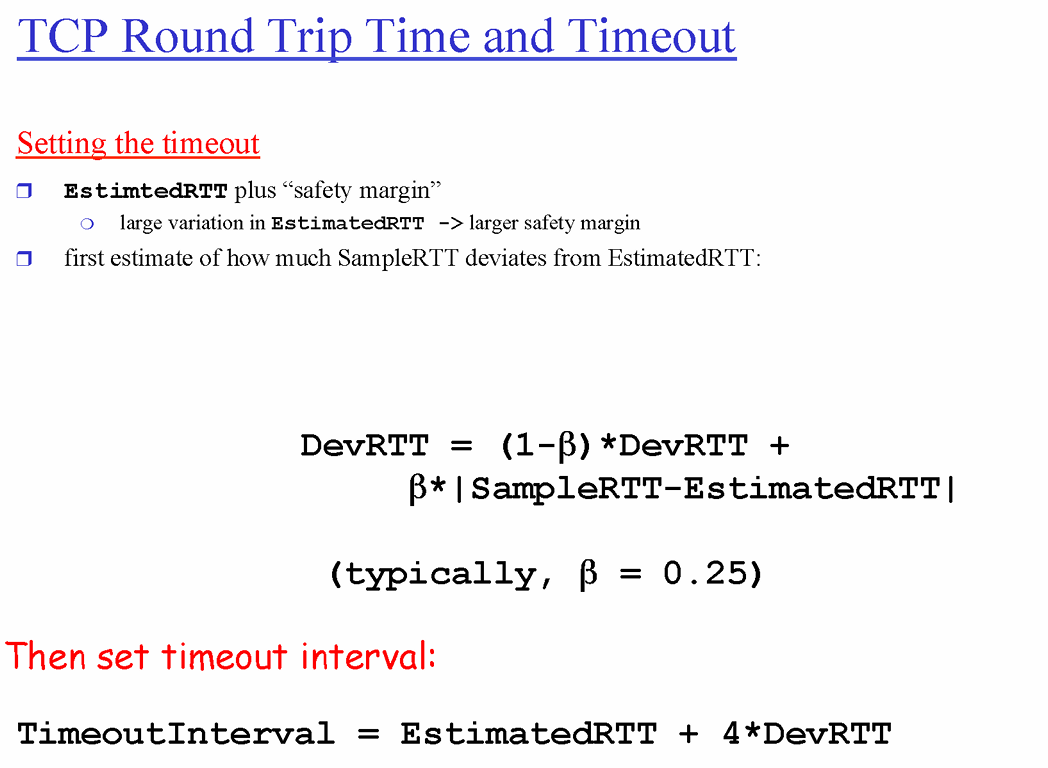 TCP Round Trip Time and Timeout
Setting the timeout
EstimtedRTT plus “safety margin”
large variation in EstimatedRTT -> larger safety margin
first estimate of how much SampleRTT deviates from EstimatedRTT:
DevRTT = (1-β)*DevRTT +
β*|SampleRTT-EstimatedRTT|
(typically, β = 0.25)
Then set timeout interval:
TimeoutInterval = EstimatedRTT + 4*DevRTT